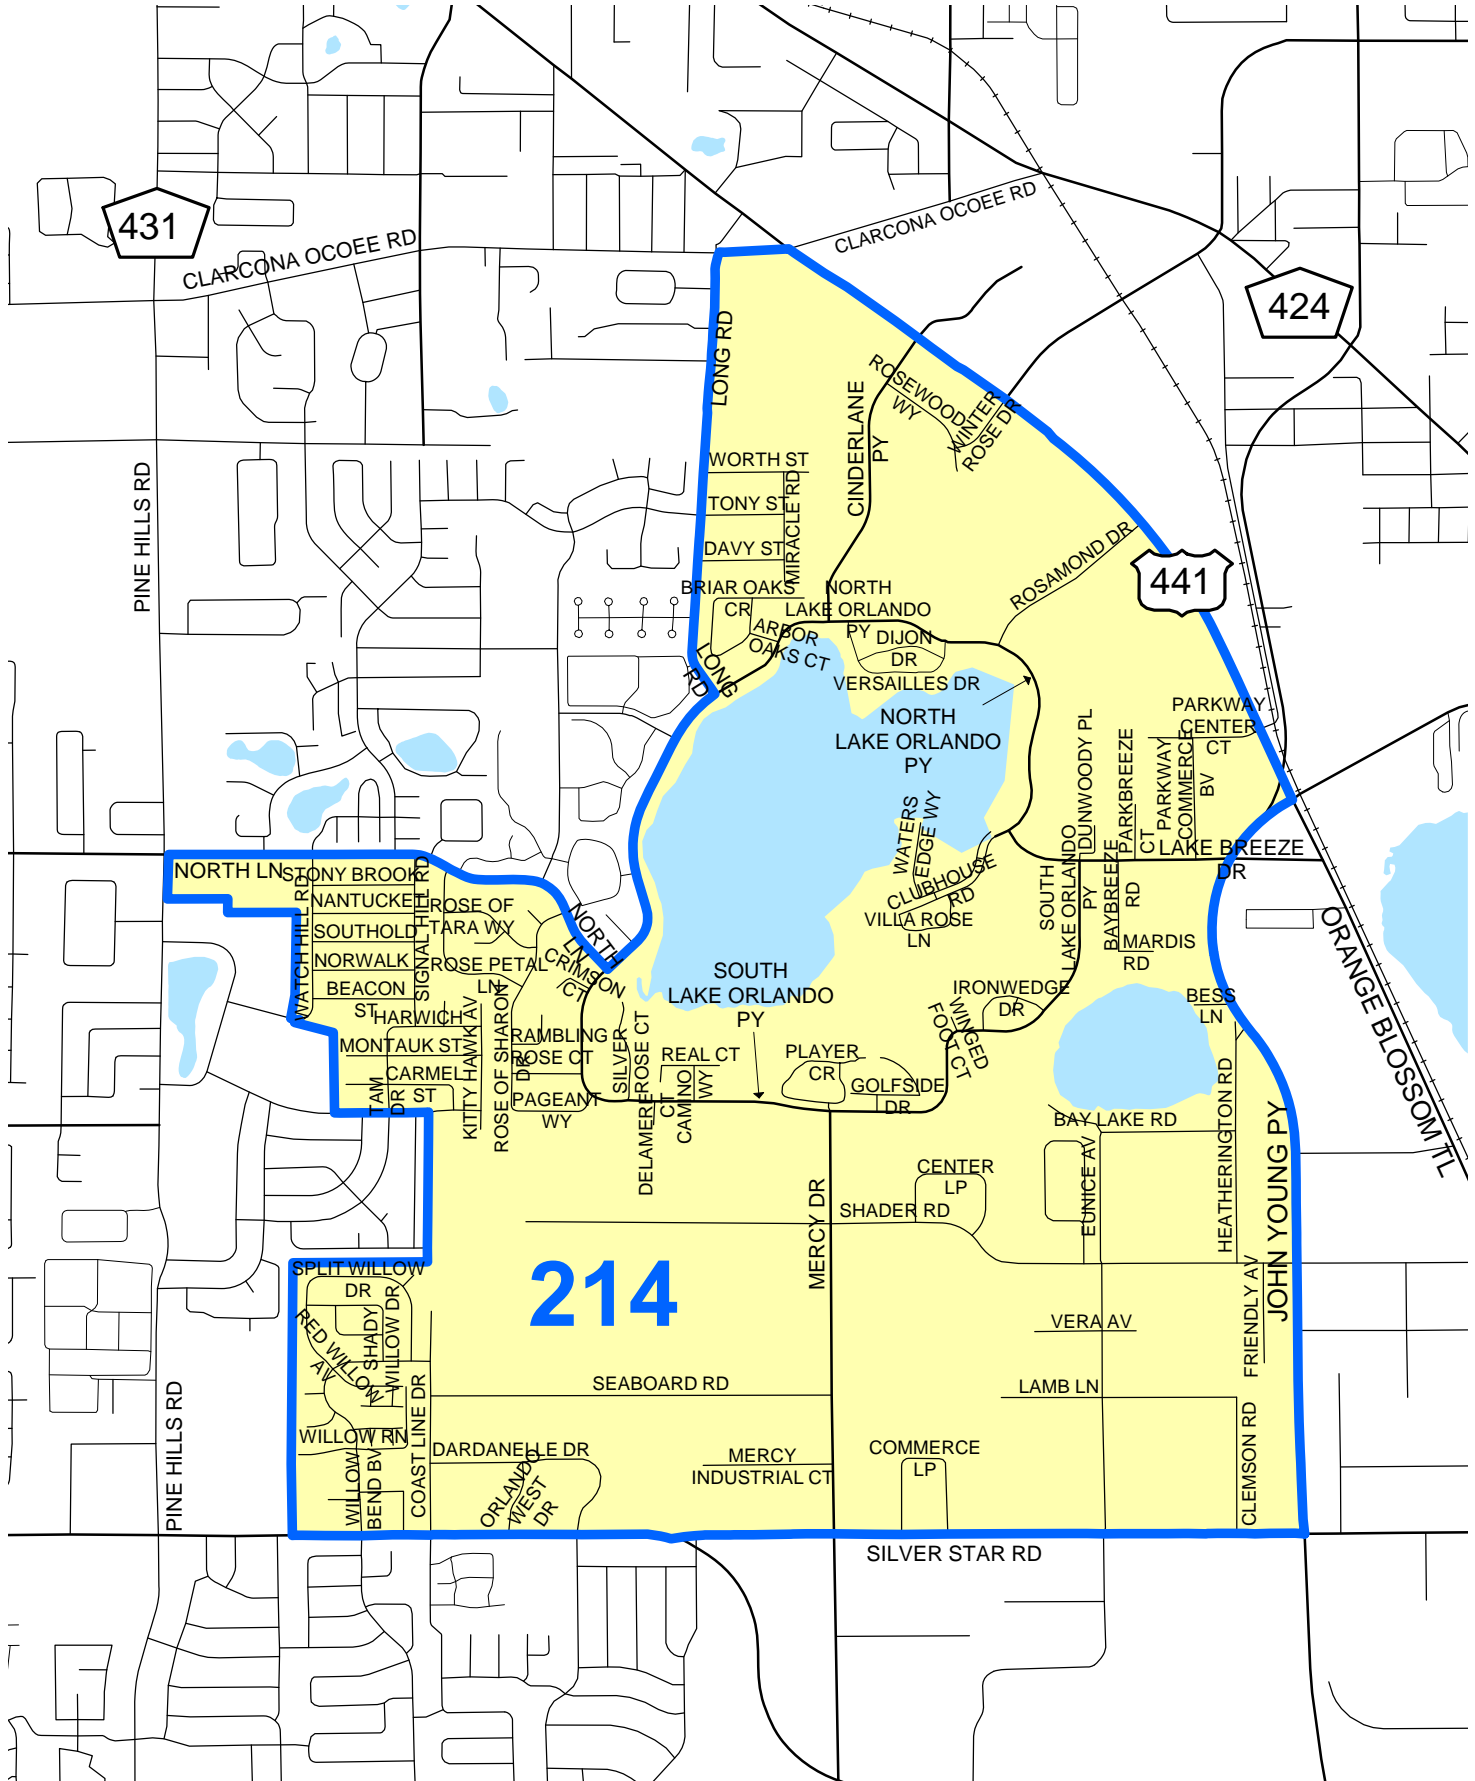 431
CLARCONA OCOEE RD
CLARCONA OCOEE RD
424
LONG RD
ROSEWOOD
WY
WINTER
ROSE DR
CINDERLANE
PY
PINE HILLS RD
WORTH ST
TONY ST
MIRACLE RD
DAVY ST
ROSAMOND DR
441
BRIAR OAKS
CR
NORTH
LAKE ORLANDO
PY
ARBOR
OAKS CT
DIJON
DR
VERSAILLES DR
LONG
RD
NORTH
LAKE ORLANDO
PY
PARKWAY
CENTER
CT
DUNWOODY PL
PARKBREEZE
CT
PARKWAY
COMMERCE
BV
WATERS
EDGE WY
LAKE BREEZE
DR
CLUBHOUSE
RD
VILLA ROSE
LN
SOUTH
LAKE ORLANDO
PY
BAYBREEZE
RD
MARDIS
RD
NORTH LN
STONY BROOK
NANTUCKET
SOUTHOLD
NORWALK
BEACON
ST
WATCH HILL RD
SIGNAL HILL RD
ROSE OF
TARA WY
ROSE PETAL
LN
NORTH
LN
CRIMSON
CT
HARWICH
MONTAUK ST
CARMEL
ST
TAM
DR
KITTY HAWK AV
ROSE OF SHARON
DR
RAMBLING
ROSE CT
PAGEANT
WY
SILVER
ROSE CT
DELAMERE
CT
REAL CT
CAMINO
WY
SOUTH
LAKE ORLANDO
PY
PLAYER
CR
GOLFSIDE
DR
WINGED
FOOT CT
IRONWEDGE
DR
BESS
LN
ORANGE BLOSSOM TL
BAY LAKE RD
EUNICE AV
HEATHERINGTON RD
JOHN YOUNG PY
CENTER
LP
SHADER RD
MERCY DR
214
SPLIT WILLOW
DR
SHADY
WILLOW DR
RED WILLOW
AV
VERA AV
FRIENDLY AV
SEABOARD RD
LAMB LN
COAST LINE DR
PINE HILLS RD
WILLOW RN
WILLOW
BEND BV
DARDANELLE DR
ORLANDO
WEST
DR
MERCY
INDUSTRIAL CT
COMMERCE
LP
CLEMSON RD
SILVER STAR RD